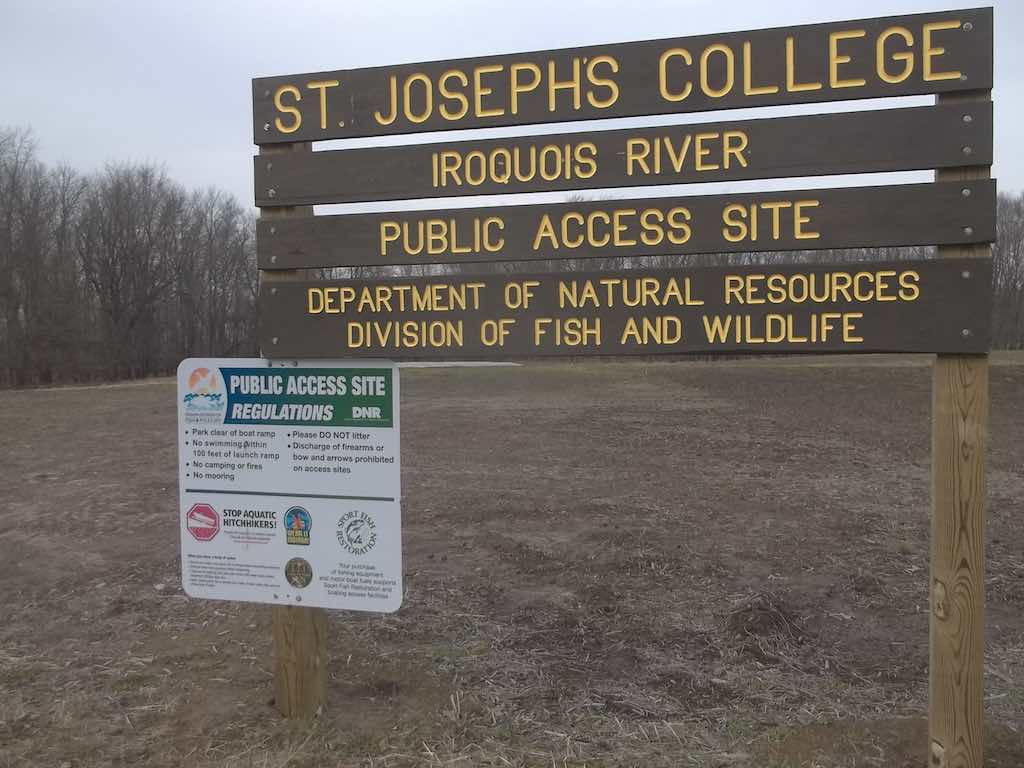 ST. JOSEPH'S COLLEGE
IROQUOIS RIVER
PUBLIC ACCESS SITE
DEPARTMENT OF NATURAL RESOURCES
DIVISION OF FISH AND WILDLIFE
PUBLIC ACCESS SITE
REGULATIONS
DNR
• Park clear of boat ramp
• No swimming within
100 feet of launch ramp
• No camping or fires
• No mooring
• Please DO NOT litter
• Discharge of firearms or
bow and arrows prohibited
on access sites
STOP AQUATIC
HITCHHIKERS!
SPORT FISH
RESTORATION
Your purchase
of fishing equipment
and motor boat fuels supports
Sport Fish Restoration and
boating access facilities